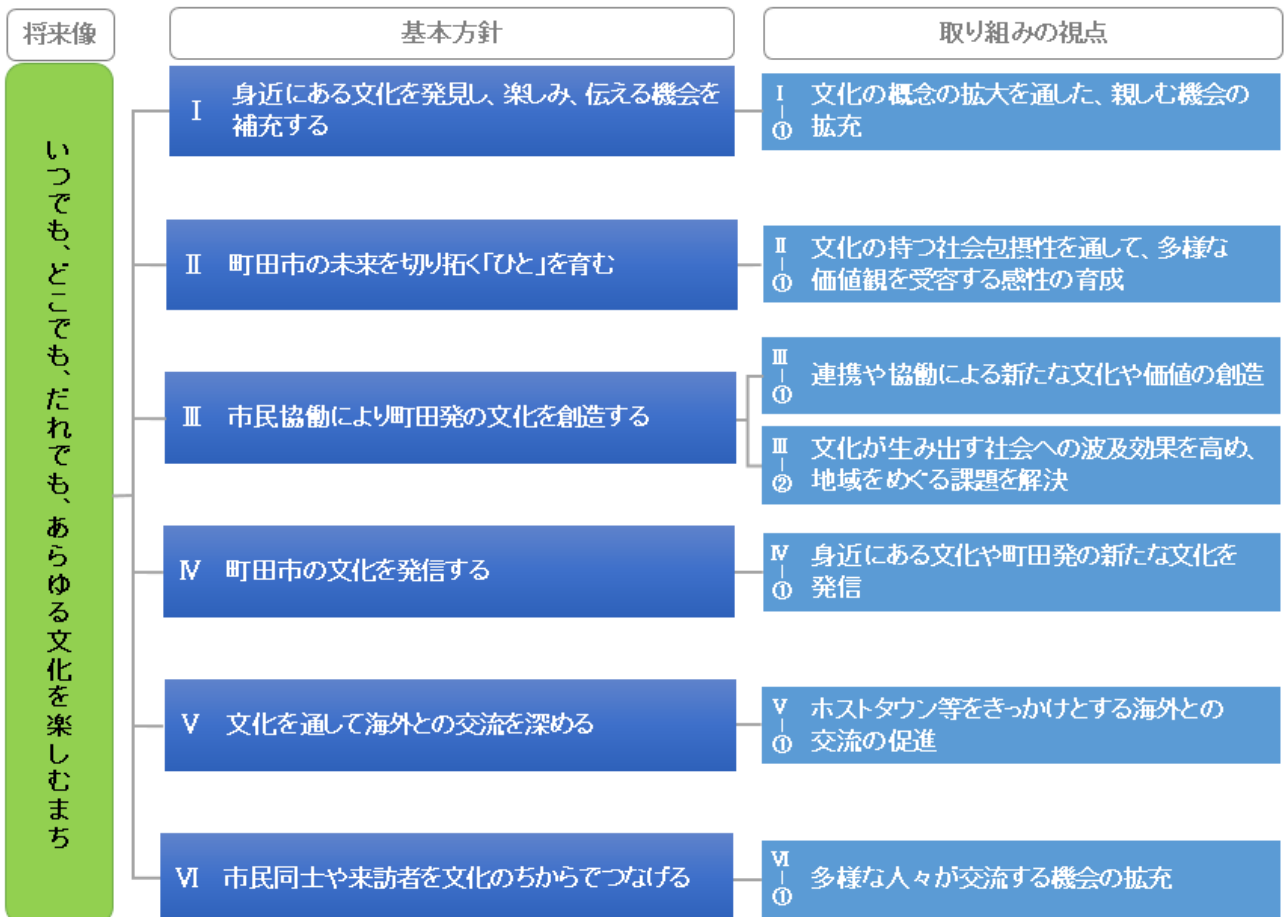 将来像
基本方針
取り組みの視点
いつでも、どこでも、だれでも、あらゆる文化を楽しむまち
Ⅰ 身近にある文化を発見し、楽しみ、伝える機会を
補充する
Ⅰ-① 文化の概念の拡大を通した、親しむ機会の
拡充
Ⅱ 町田市の未来を切り拓く「ひと」を育む
Ⅱ-① 文化の持つ社会包摂性を通して、多様な
価値観を受容する感性の育成
Ⅲ 市民協働により町田発の文化を創造する
Ⅲ-① 連携や協働による新たな文化や価値の創造
Ⅲ-② 文化が生み出す社会への波及効果を高め、
地域をめぐる課題を解決
Ⅳ 町田市の文化を発信する
Ⅳ-① 身近にある文化や町田発の新たな文化を
発信
Ⅴ 文化を通して海外との交流を深める
Ⅴ-① ホストタウン等をきっかけとする海外との
交流の促進
Ⅵ 市民同士や来訪者を文化のちからでつなげる
Ⅵ-① 多様な人々が交流する機会の拡充